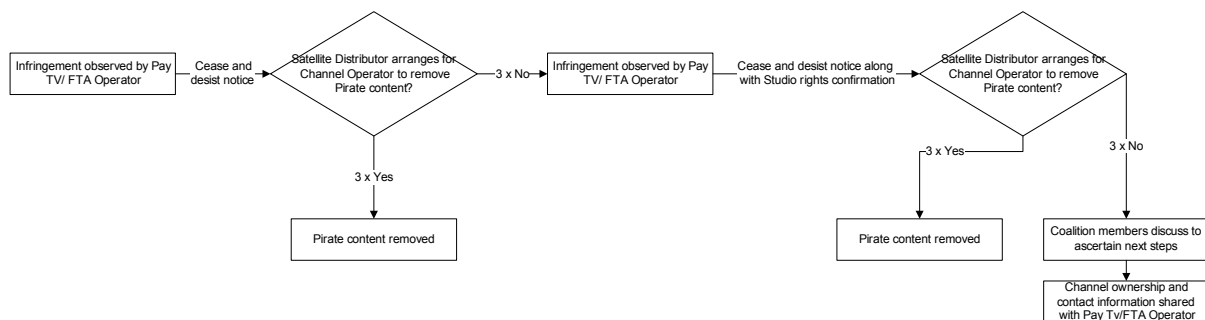 Infringement observed by Pay
TV/ FTA Operator
Cease and
desist notice
Satellite Distributor arranges for
Channel Operator to remove
Pirate content?
3 x No
Infringement observed by Pay
TV/ FTA Operator
Cease and desist notice along
with Studio rights confirmation
Satellite Distributor arranges for
Channel Operator to remove
Pirate content?
3 x Yes
Pirate content removed
3 x Yes
Pirate content removed
3 x No
Coalition members discuss to
ascertain next steps
Channel ownership and
contact information shared
with Pay Tv/FTA Operator